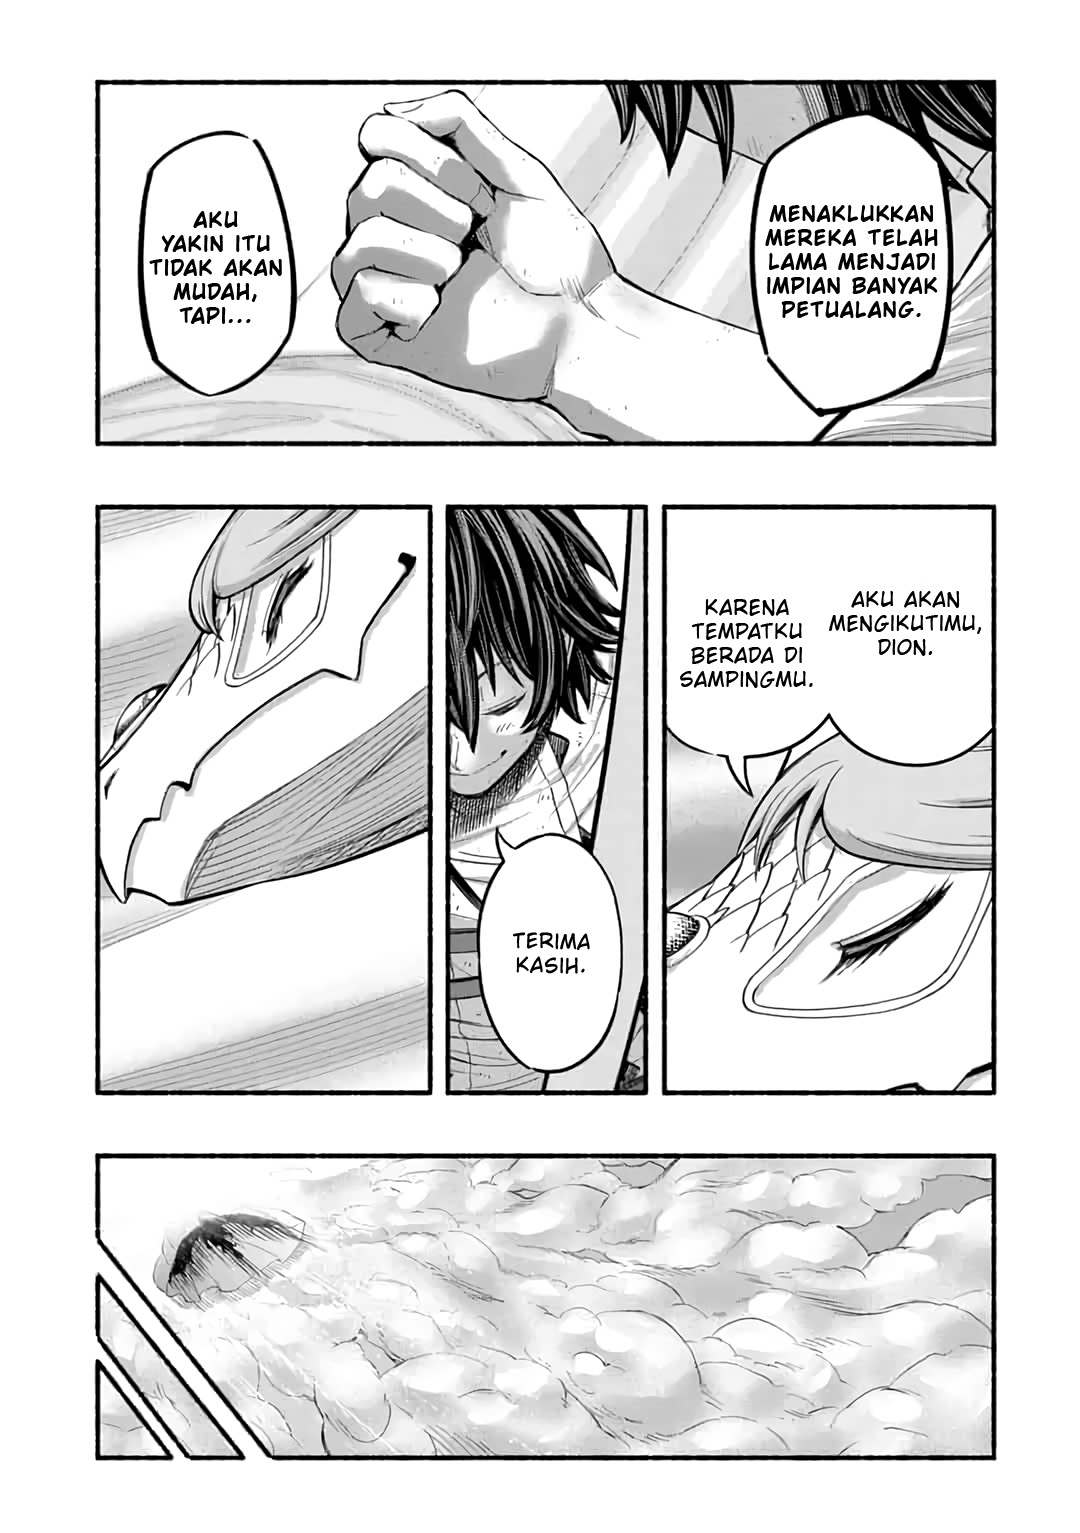 MENAKLUKKAN
MEREKA TELAH
LAMA MENJADI
IMPIAN BANYAK
PETUALANG.
AKU
YAKIN ITU
TIDAK AKAN
MUDAH,
TAPI...
AKU AKAN
MENGIKUTIMU,
DION.
KARENA
TEMPATKU
BERADA DI
SAMPINGMU.
TERIMA
KASIH.